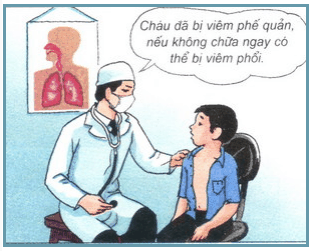 Cháu đã bị viêm phế quản,
nếu không chữa ngay có
thể bị viêm phổi.